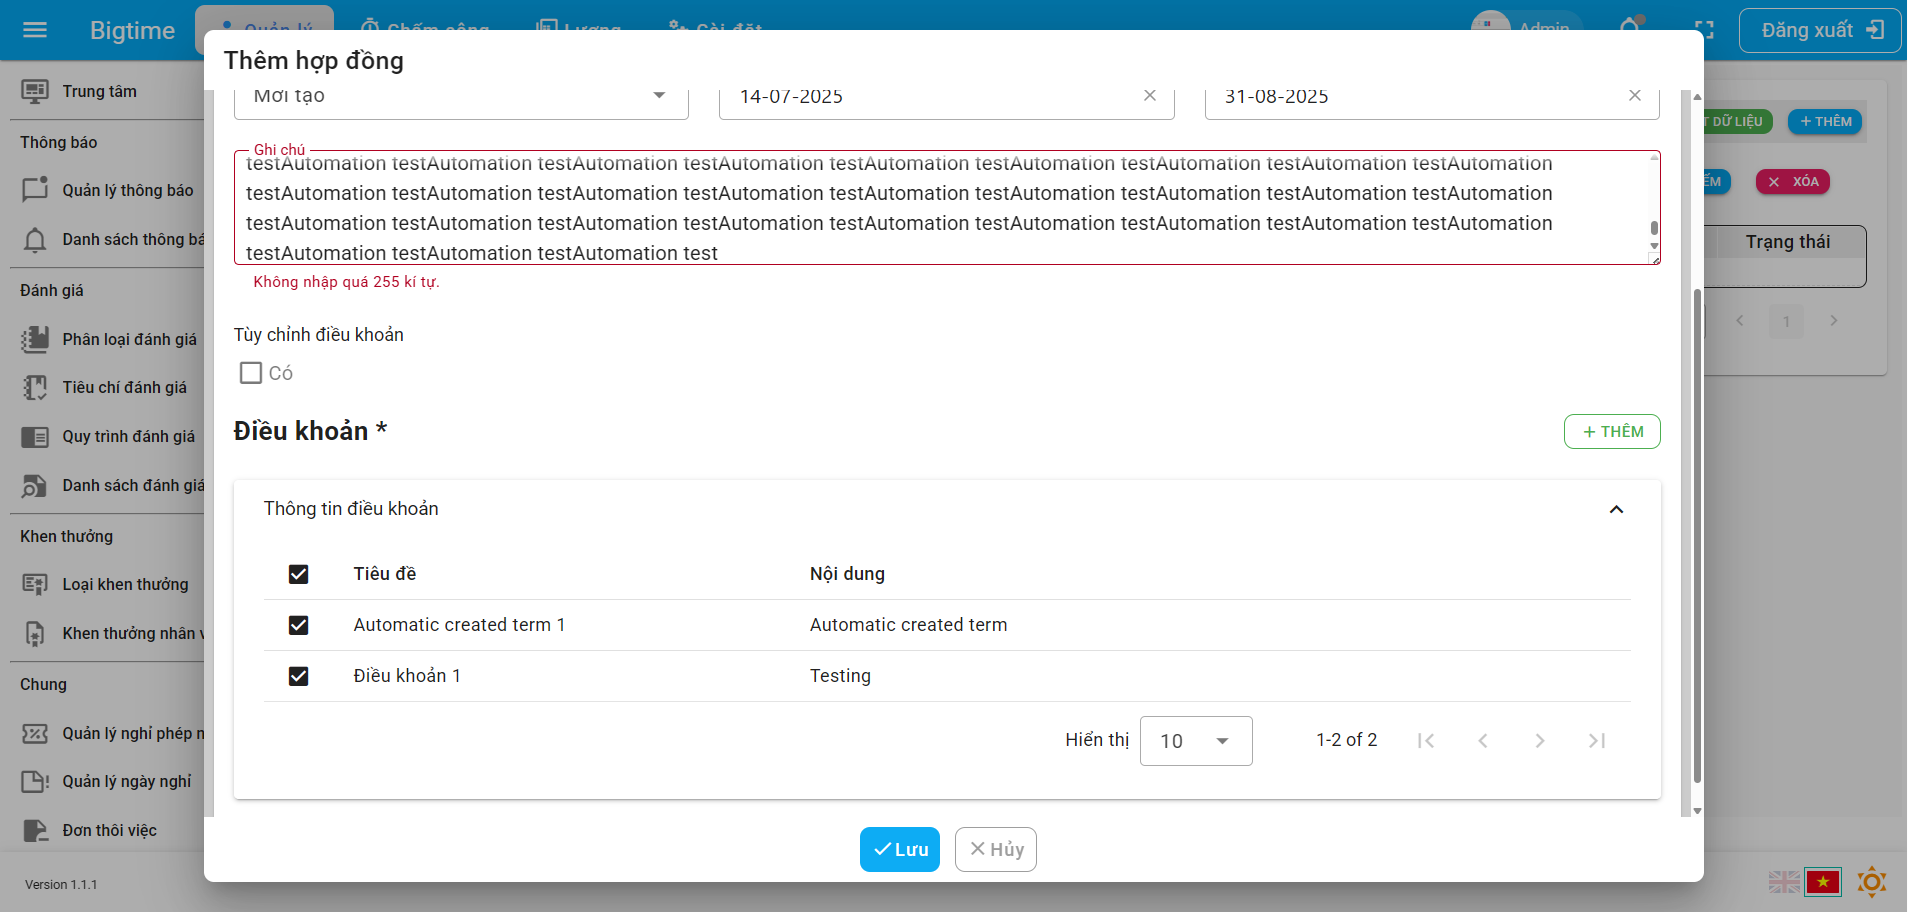 Bigtime
Quản lý
Chấm công
Lương
Cài đặt
Admin
Đăng xuất
Trung tâm
Thông báo
Quản lý thông báo
Danh sách thông bá
Đánh giá
Phân loại đánh giá
Tiêu chí đánh giá
Quy trình đánh giá
Danh sách đánh giá
Khen thưởng
Loại khen thưởng
Khen thưởng nhân v
Chung
Quản lý nghỉ phép n
Quản lý ngày nghỉ
Đơn thôi việc
Version 1.1.1
Thêm hợp đồng
Mới tạo
14-07-2025
31-08-2025
Ghi chú
testAutomation testAutomation testAutomation testAutomation testAutomation testAutomation testAutomation testAutomation testAutomation
testAutomation testAutomation testAutomation testAutomation testAutomation testAutomation testAutomation testAutomation testAutomation
testAutomation testAutomation testAutomation testAutomation testAutomation testAutomation testAutomation testAutomation testAutomation
testAutomation testAutomation testAutomation test
Không nhập quá 255 kí tự.
Tùy chỉnh điều khoản
Có
Điều khoản *
+ THÊM
Thông tin điều khoản
Tiêu đề
Nội dung
Automatic created term 1
Automatic created term
Điều khoản 1
Testing
Hiển thị
10
1-2 of 2
Lưu
Hủy
T DỮ LIỆU
+ THÊM
ẾM
XÓA
Trạng thái
1